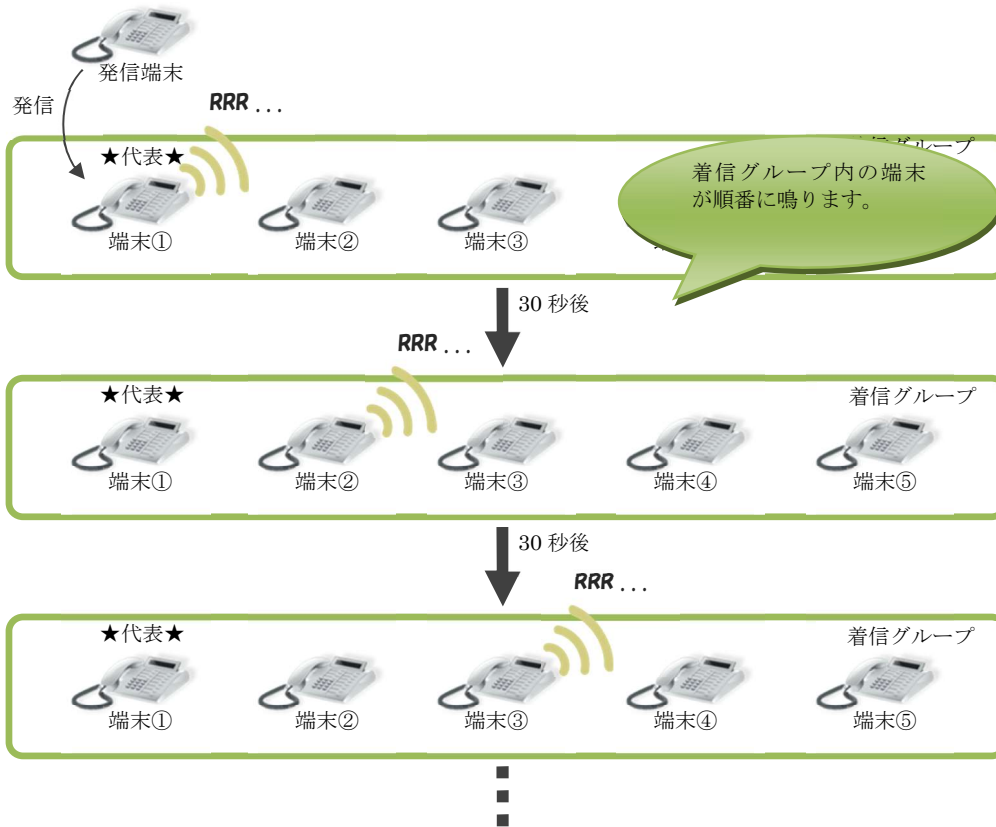 発信端末
発信
RRR ...
★代表★
グループ
着信グループ内の端末
が順番に鳴ります。
端末①
端末②
端末③
30 秒後
RRR ...
★代表★
着信グループ
端末①
端末②
端末③
端末④
端末⑤
30 秒後
RRR ...
★代表★
着信グループ
端末①
端末②
端末③
端末④
端末⑤